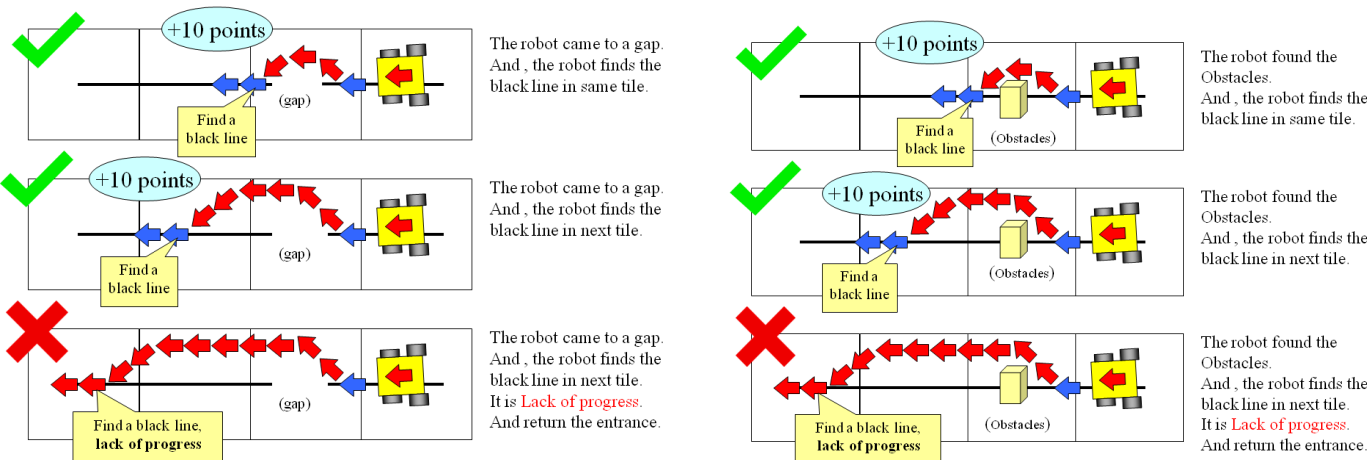 +10 points
The robot came to a gap.
And , the robot finds the
black line in same tile.
(gap)
Find a
black line
+10 points
The robot came to a gap.
And , the robot finds the
black line in next tile.
(gap)
Find a
black line
The robot came to a gap.
And , the robot finds the
black line in next tile.
It is Lack of progress.
And return the entrance.
(gap)
Find a black line,
lack of progress
+10 points
The robot found the
Obstacles.
And , the robot finds the
black line in same tile.
Find a
black line
(Obstacles)
+10 points
The robot found the
Obstacles.
And , the robot finds the
black line in next tile.
Find a
black line
(Obstacles)
The robot found the
Obstacles.
And , the robot finds the
black line in next tile.
It is Lack of progress.
And return the entrance.
(Obstacles)
Find a black line,
lack of progress